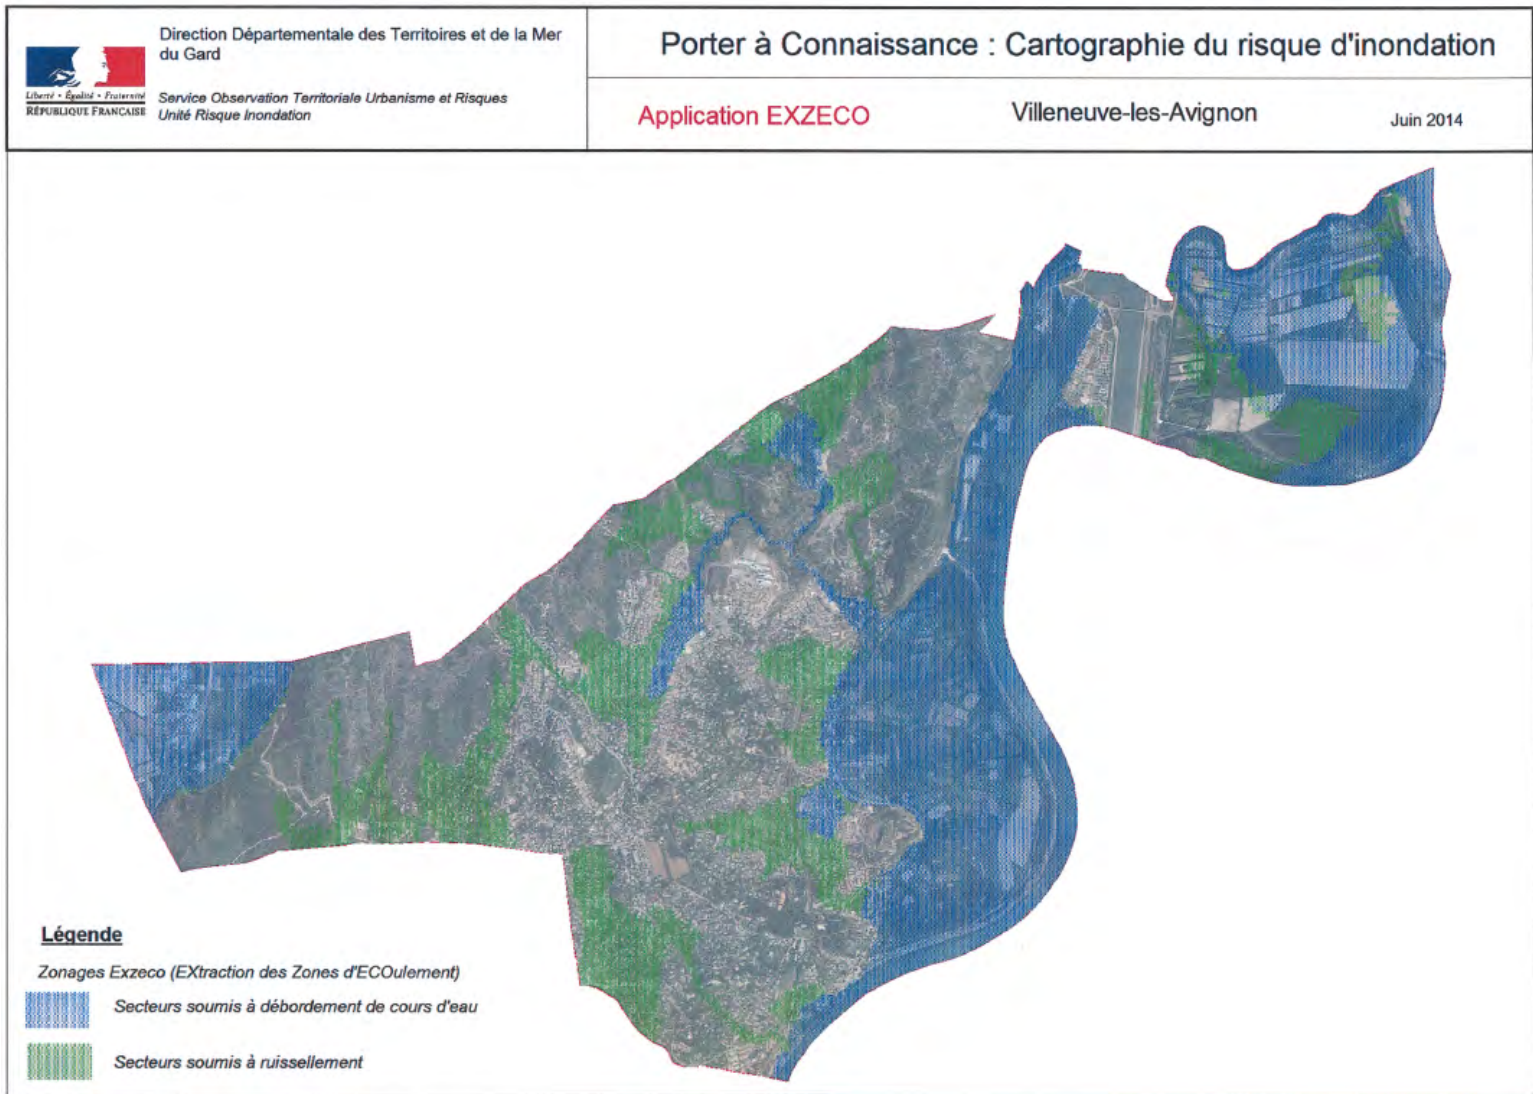 Direction Départementale des Territoires et de la Mer
du Gard
Service Observation Territoriale Urbanisme et Risques
Unité Risque Inondation
Liberté • Égalité • Fraternité
RÉPUBLIQUE FRANÇAISE
Porter à Connaissance : Cartographie du risque d'inondation
Application EXZECO
Villeneuve-les-Avignon
Juin 2014
Légende
Zonages Exzeco (EXtraction des Zones d'ECOulement)
Secteurs soumis à débordement de cours d'eau
Secteurs soumis à ruissellement